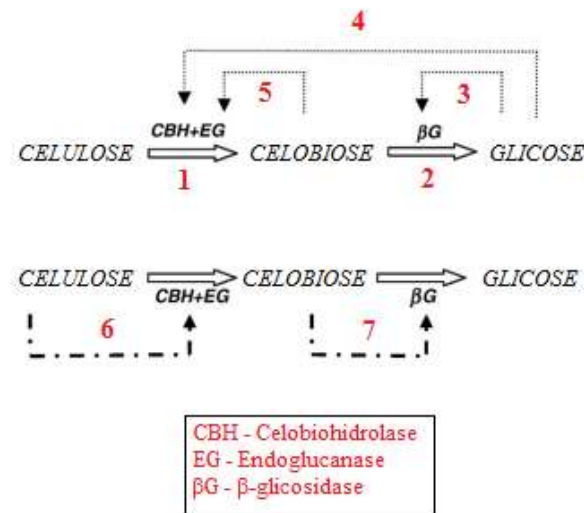 4
5
3
CBH+EG
βG
CELULOSE CELOBIOSE GLICOSE
1
2
CELULOSE CELOBIOSE GLICOSE
CBH+EG
βG
6
7
CBH - Celobiohidrolase
EG - Endoglucanase
βG - β-glicosidase